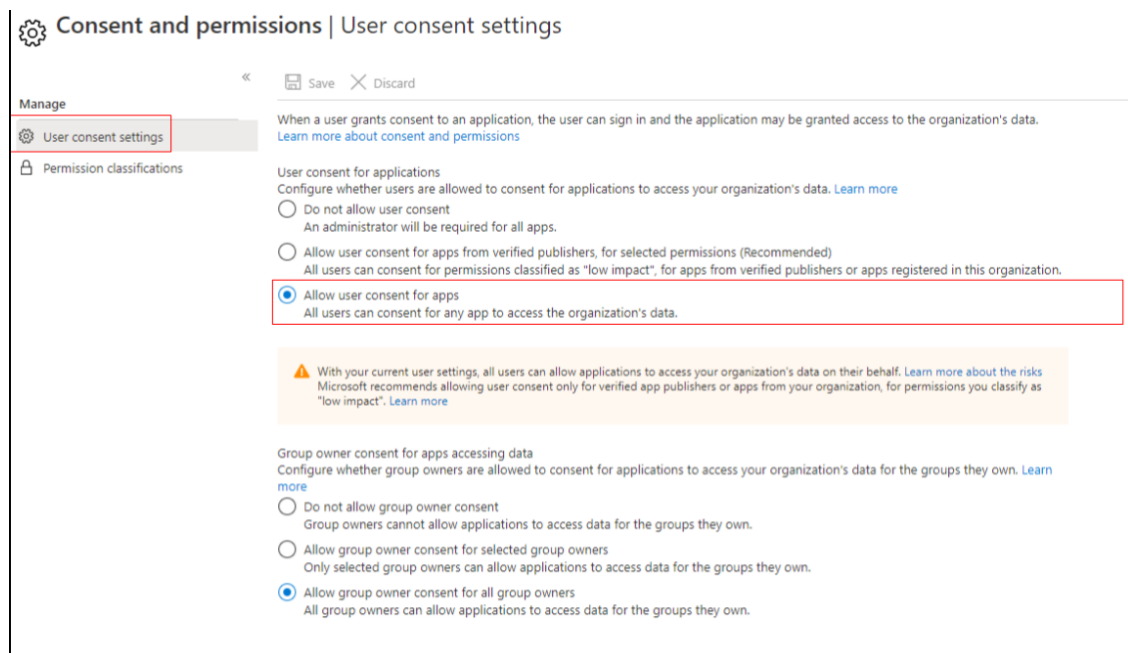 Consent and permissions | User consent settings
«
Save Discard
Manage
User consent settings
Permission classifications
When a user grants consent to an application, the user can sign in and the application may be granted access to the organization's data.
Learn more about consent and permissions
User consent for applications
Configure whether users are allowed to consent for applications to access your organization's data. Learn more
Do not allow user consent
An administrator will be required for all apps.
Allow user consent for apps from verified publishers, for selected permissions (Recommended)
All users can consent for permissions classified as "low impact", for apps from verified publishers or apps registered in this organization.
Allow user consent for apps
All users can consent for any app to access the organization's data.
With your current user settings, all users can allow applications to access your organization's data on their behalf. Learn more about the risks
Microsoft recommends allowing user consent only for verified app publishers or apps from your organization, for permissions you classify as
"low impact". Learn more
Group owner consent for apps accessing data
Configure whether group owners are allowed to consent for applications to access your organization's data for the groups they own. Learn
more
Do not allow group owner consent
Group owners cannot allow applications to access data for the groups they own.
Allow group owner consent for selected group owners
Only selected group owners can allow applications to access data for the groups they own.
Allow group owner consent for all group owners
All group owners can allow applications to access data for the groups they own.